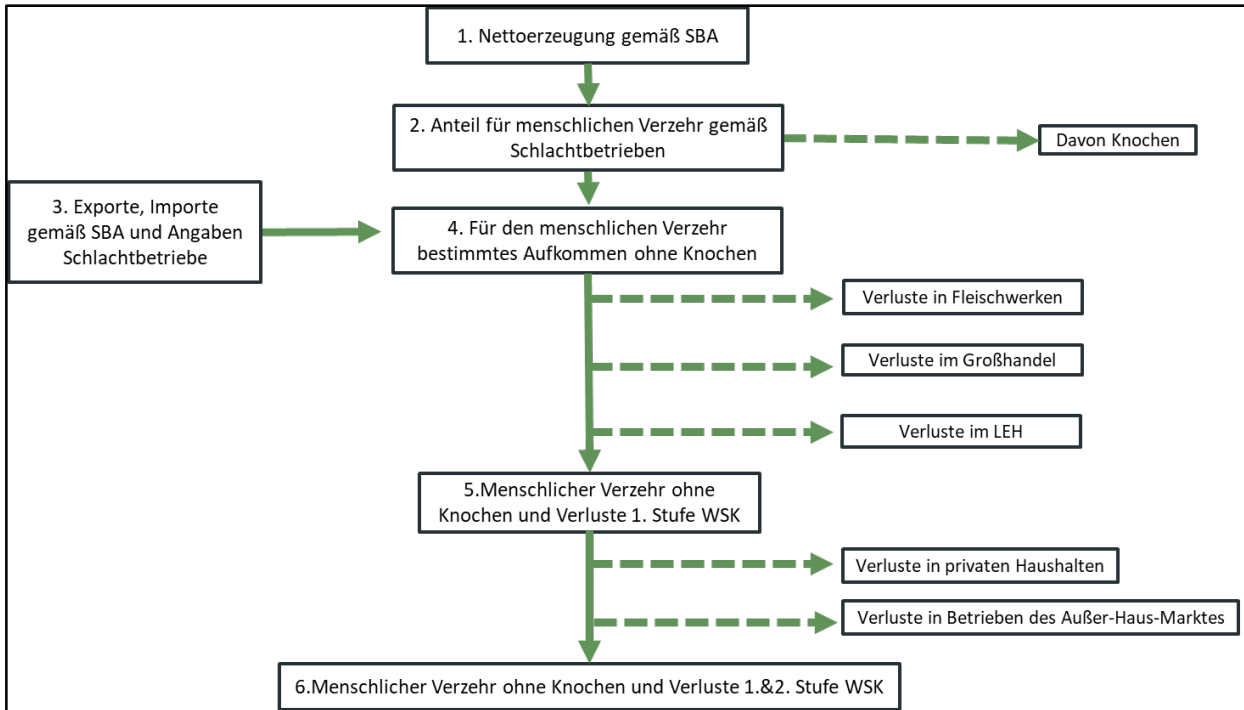 1. Nettoerzeugung gemäß SBA
2. Anteil für menschlichen Verzehr gemäß
Schlachtbetrieben
Davon Knochen
3. Exporte, Importe
gemäß SBA und Angaben
Schlachtbetriebe
4. Für den menschlichen Verzehr
bestimmtes Aufkommen ohne Knochen
Verluste in Fleischwerken
Verluste im Großhandel
Verluste im LEH
5.Menschlicher Verzehr ohne
Knochen und Verluste 1. Stufe WSK
Verluste in privaten Haushalten
Verluste in Betrieben des Außer-Haus-Marktes
6.Menschlicher Verzehr ohne Knochen und Verluste 1.&2. Stufe WSK